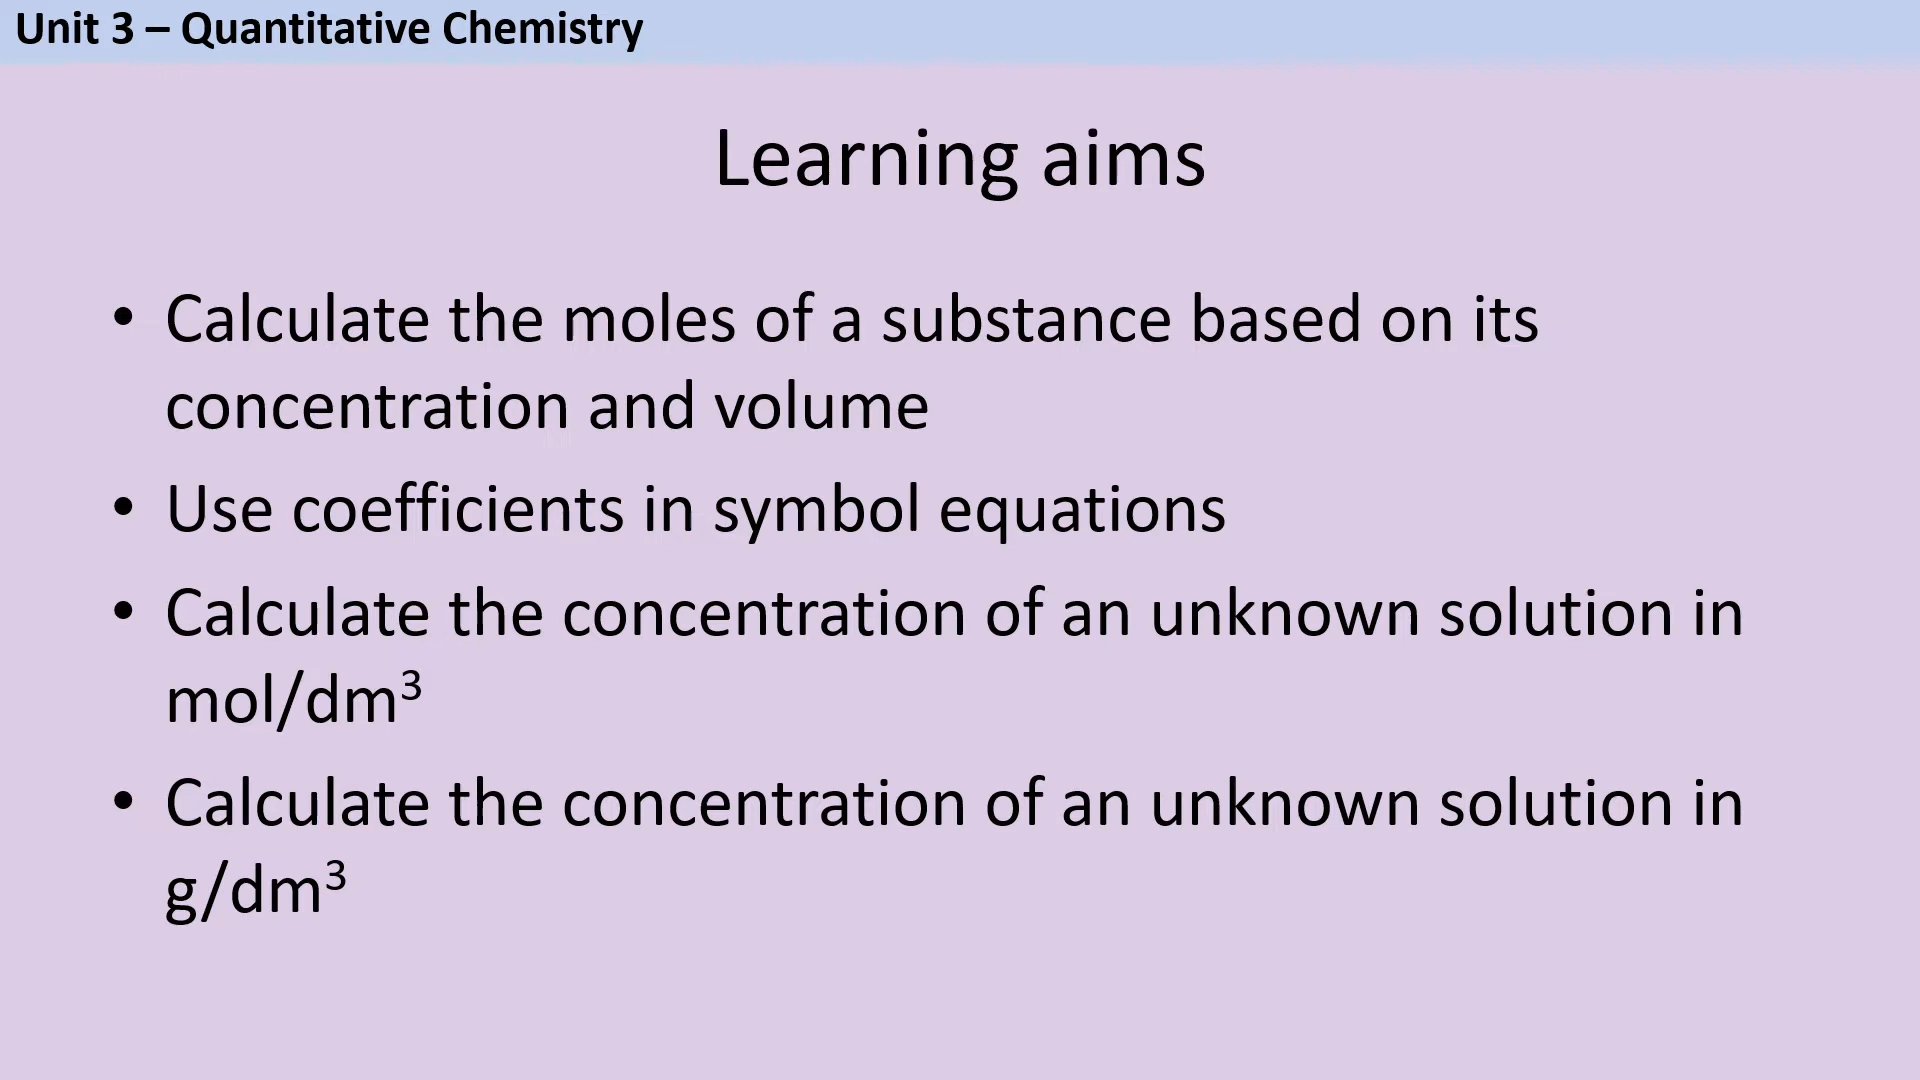 Unit 3 – Quantitative Chemistry
Learning aims
• Calculate the moles of a substance based on its
concentration and volume
• Use coefficients in symbol equations
• Calculate the concentration of an unknown solution in
mol/dm³
• Calculate the concentration of an unknown solution in
g/dm³